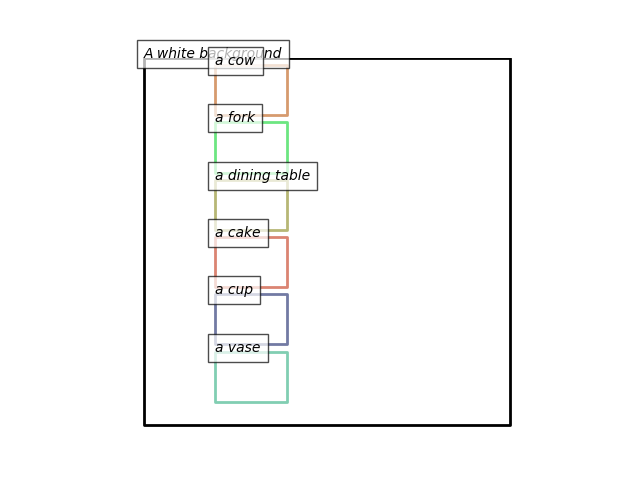 A white background
a cow
a fork
a dining table
a cake
a cup
a vase